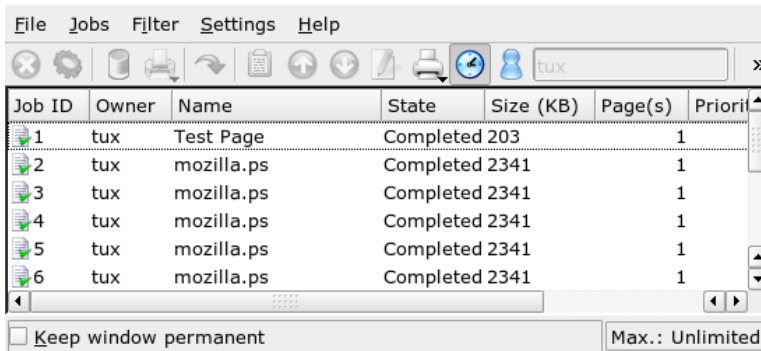 File Jobs Filter Settings Help
tux »
Job ID Owner Name State Size (KB) Page(s) Priorit
1 tux Test Page Completed 203 1
2 tux mozilla.ps Completed 2341 1
3 tux mozilla.ps Completed 2341 1
4 tux mozilla.ps Completed 2341 1
5 tux mozilla.ps Completed 2341 1
6 tux mozilla.ps Completed 2341 1
Keep window permanent Max.: Unlimited